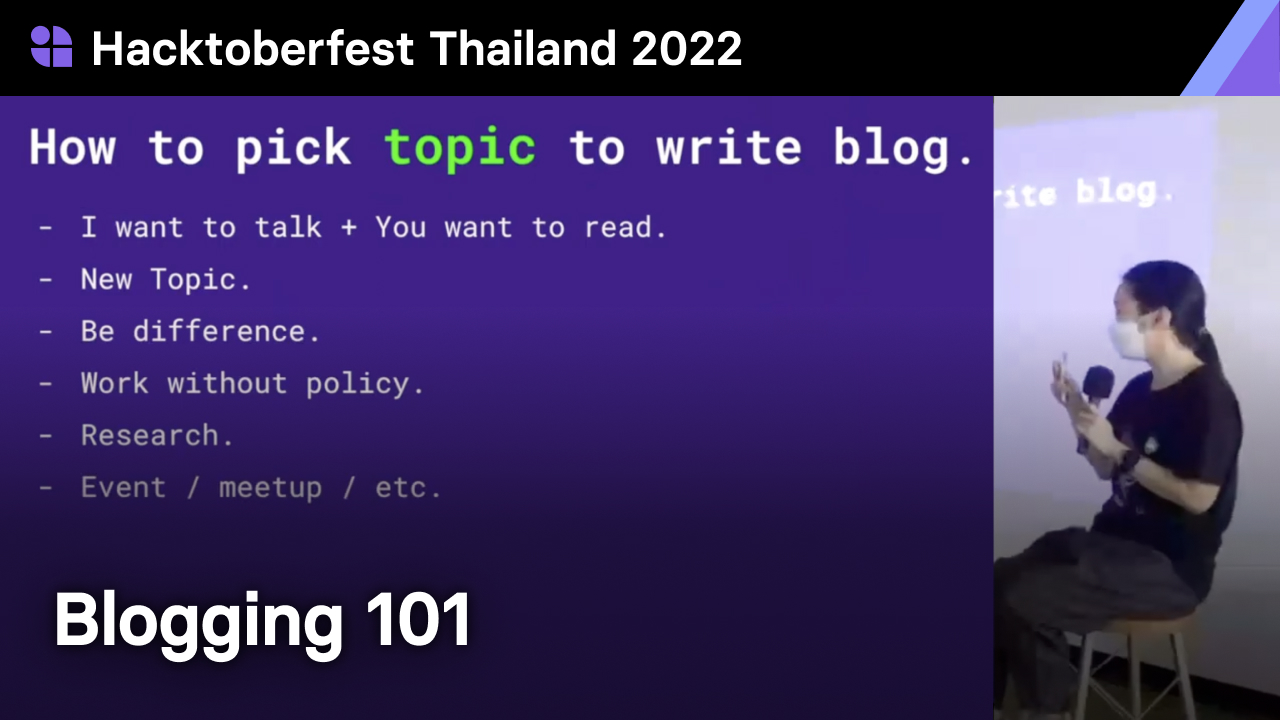 Hacktoberfest Thailand 2022
How to pick topic to write blog.
- I want to talk + You want to read.
- New Topic.
- Be difference.
- Work without policy.
- Research.
- Event / meetup / etc.
rite blog.
Blogging 101